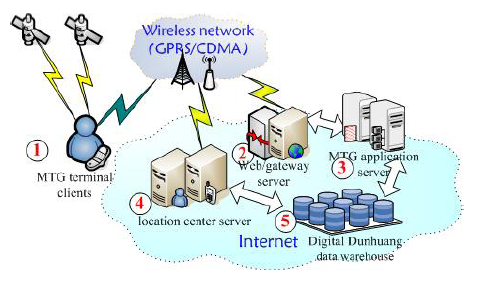 Wireless network
(GPRS/CDMA)
1
MTG terminal
clients
2
Web/gateway
server
3
MTG application
server
4
location center server
5
Internet
Digital Dunhuang
data warehouse